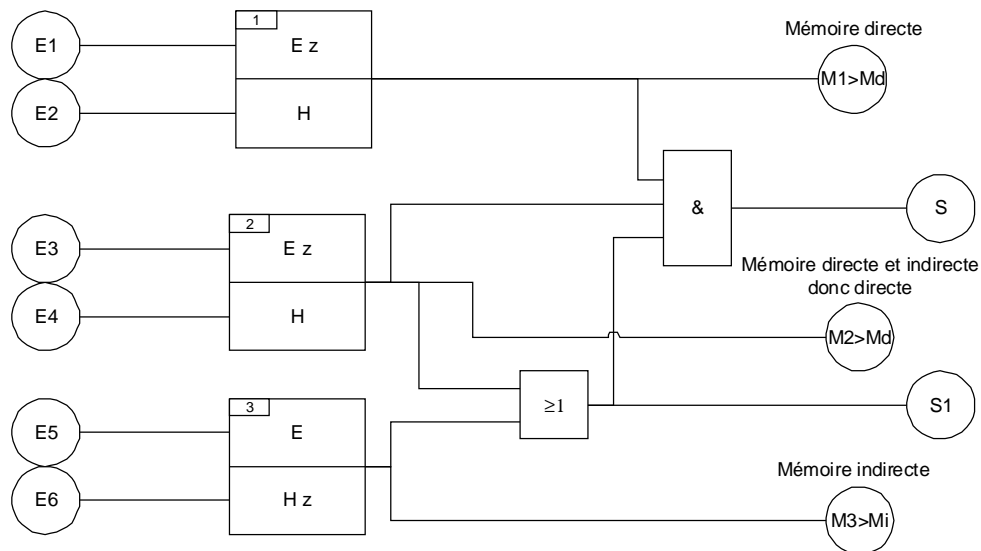 1
Mémoire directe
E1
E z
M1>Md
E2
H
&
S
2
E3
E z
Mémoire directe et indirecte
donc directe
E4
H
M2>Md
3
≥1
S1
E5
E
Mémoire indirecte
E6
H z
M3>Mi